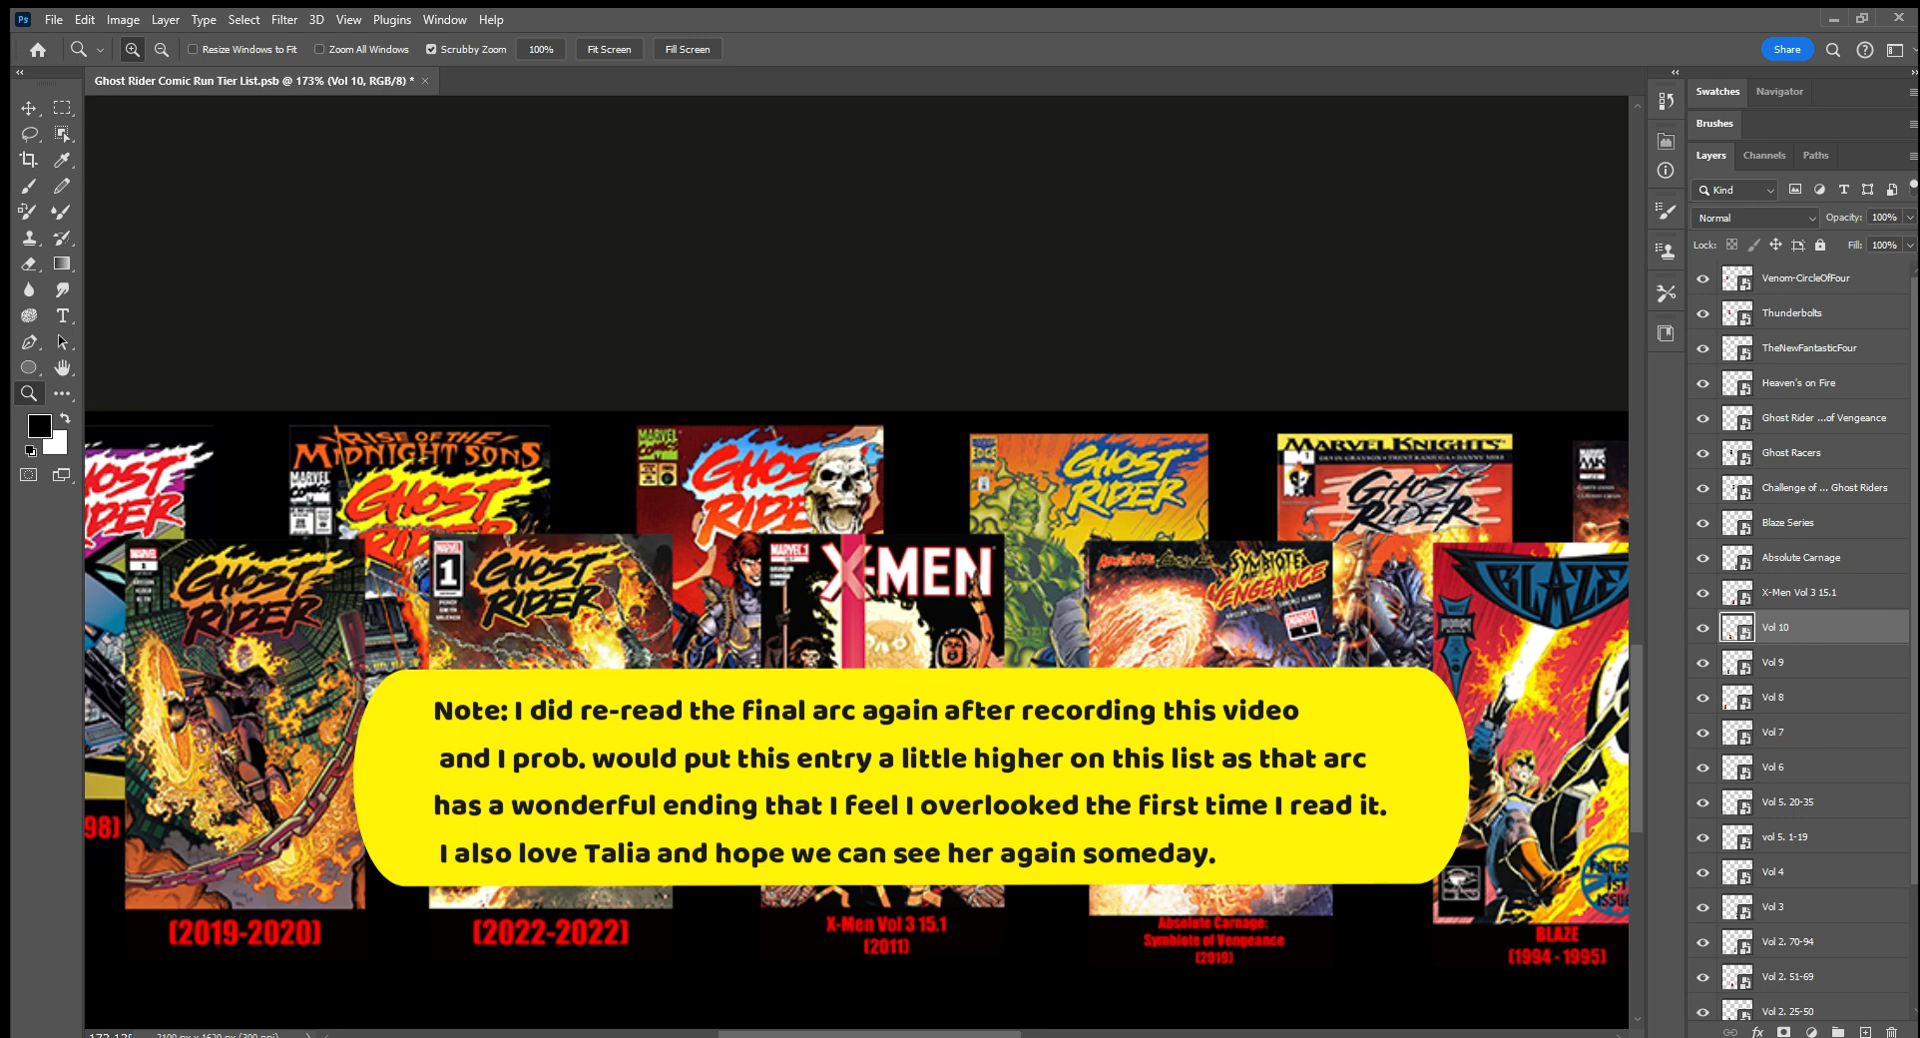 Ps File Edit Image Layer Type Select Filter 3D View Plugins Window Help
Resize Windows to Fit Zoom All Windows Scrubby Zoom 100% Fit Screen Fill Screen Share
Ghost Rider Comic Run Tier List.psb @ 173% (Vol 10, RGB/8) * ×
Swatches Navigator
Brushes
Layers Channels Paths
Kind
Normal Opacity: 100%
Lock: Fill: 100%
Venom-CircleOfFour
Thunderbolts
TheNewFantasticFour
Heaven's on Fire
Ghost Rider ...of Vengeance
Ghost Racers
Challenge of ... Ghost Riders
Blaze Series
Absolute Carnage
X-Men Vol 3 15.1
Vol 10
Vol 9
Vol 8
Vol 7
Vol 6
Vol 5. 20-35
vol 5. 1-19
Vol 4
Vol 3
Vol 2. 70-94
Vol 2. 51-69
Vol 2. 25-50
fx
RISE OF THE
MIDNIGHT SONS
GHOST
MARVEL
GHOST
RIDER
MARVEL KNIGHTS
GHOST
RIDER
GHOST
RIDER
GHOST
RIDER
MARVEL
1
GHOST
RIDER
X-MEN
SYMBIOTE OF
VENGEANCE
BLAZE
Note: I did re-read the final arc again after recording this video
and I prob. would put this entry a little higher on this list as that arc
has a wonderful ending that I feel I overlooked the first time I read it.
I also love Talia and hope we can see her again someday.
98)
(2019-2020)
(2022-2022)
X-Men Vol 3 15.1
(2011)
Absolute Carnage:
Symbiote of Vengeance
(2019)
BLAZE
(1994 - 1995)